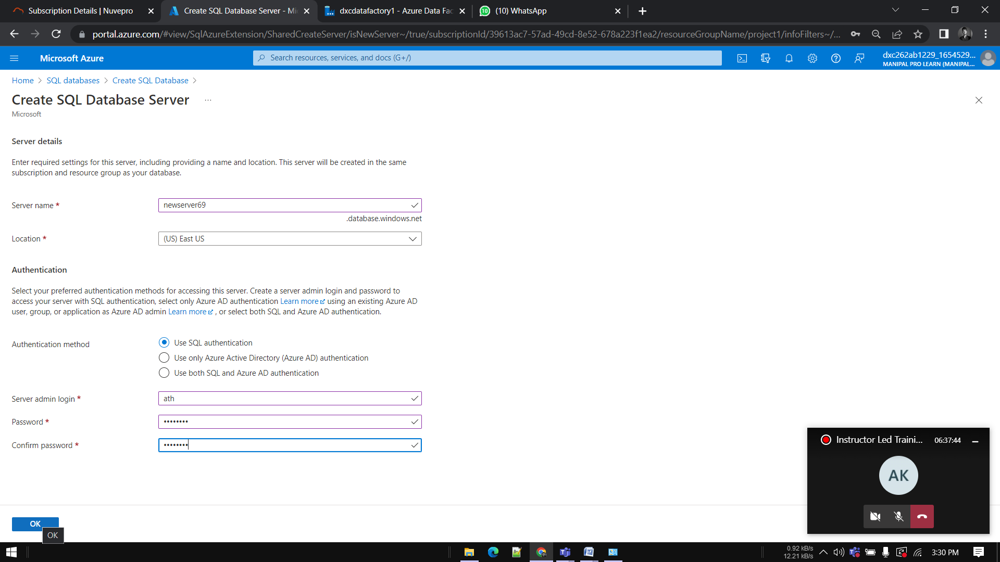 Subscription Details | Nuvepro
Create SQL Database Server - Mi
dxcdatafactory1 - Azure Data Fac
(10) WhatsApp
portal.azure.com/#view/SqlAzureExtension/SharedCreateServer/isNewServer~/true/subscriptionId/39613ac7-57ad-49cd-8e52-678a223f1ea2/resourceGroupName/project1/infoFilters~/...
Microsoft Azure
Search resources, services, and docs (G+/)
dxc262ab1229_1654529...
MANIPAL PRO LEARN (MANIPAL...
Home > SQL databases > Create SQL Database >
Create SQL Database Server ...
Microsoft
Server details
Enter required settings for this server, including providing a name and location. This server will be created in the same
subscription and resource group as your database.
Server name *
newserver69
.database.windows.net
Location *
(US) East US
Authentication
Select your preferred authentication methods for accessing this server. Create a server admin login and password to
access your server with SQL authentication, select only Azure AD authentication Learn more using an existing Azure AD
user, group, or application as Azure AD admin Learn more , or select both SQL and Azure AD authentication.
Authentication method
Use SQL authentication
Use only Azure Active Directory (Azure AD) authentication
Use both SQL and Azure AD authentication
Server admin login *
ath
Password *
••••••••
Confirm password *
••••••••
Instructor Led Traini...
06:37:44
AK
OK
OK
0.92 kB/s
12.21 kB/s
3:30 PM